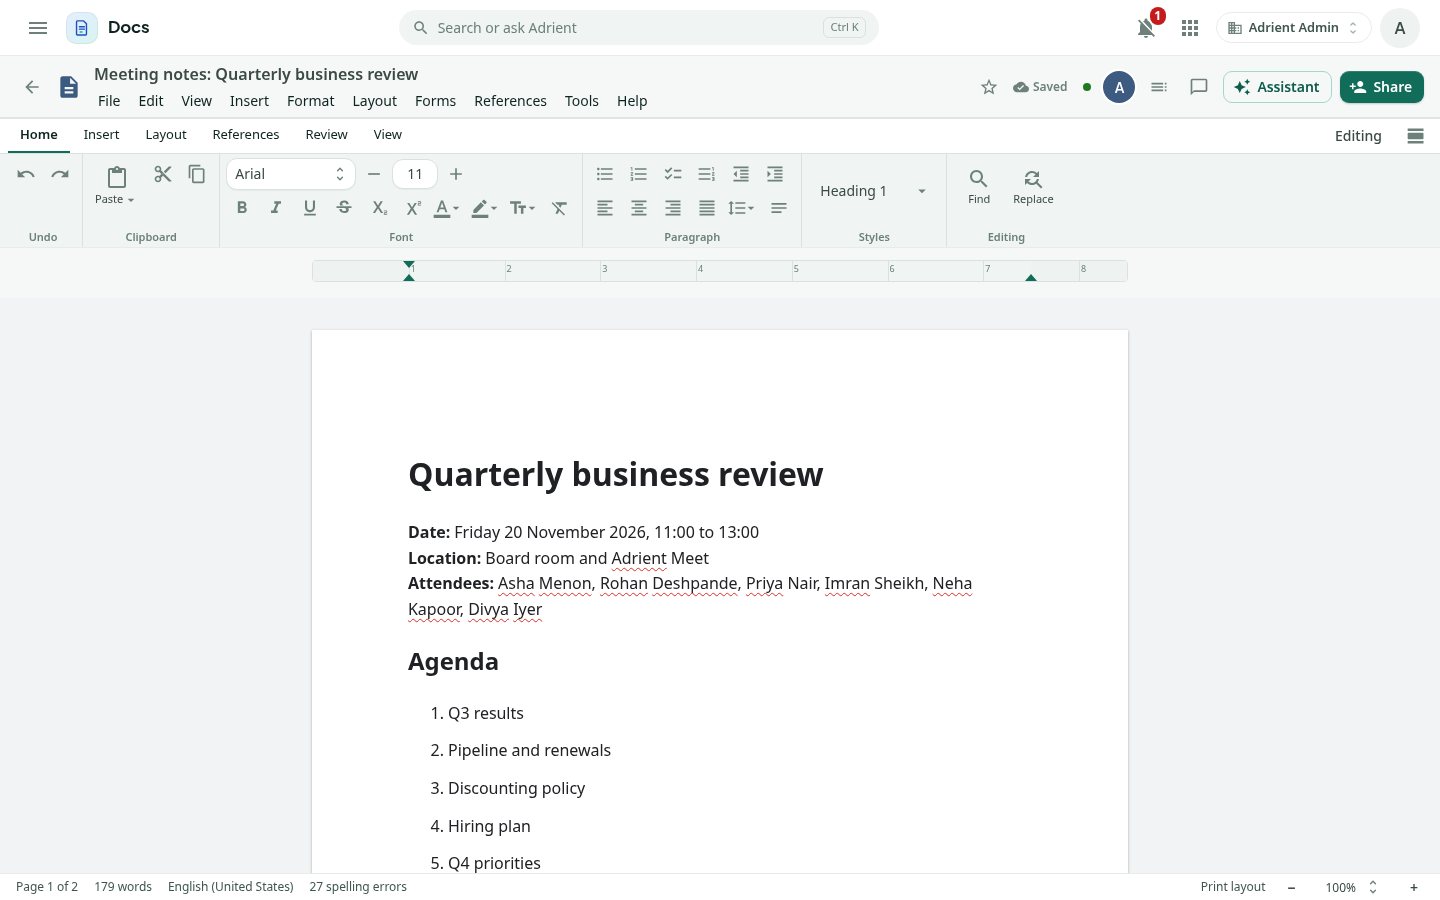 Docs
Search or ask Adrient
Ctrl K
1
Adrient Admin
A
Meeting notes: Quarterly business review
File Edit View Insert Format Layout Forms References Tools Help
Saved
A
Assistant
Share
Home Insert Layout References Review View
Editing
Paste
Arial
11
Heading 1
Find
Replace
Undo
Clipboard
Font
Paragraph
Styles
Editing
1 2 3 4 5 6 7 8
Quarterly business review
Date: Friday 20 November 2026, 11:00 to 13:00
Location: Board room and Adrient Meet
Attendees: Asha Menon, Rohan Deshpande, Priya Nair, Imran Sheikh, Neha
Kapoor, Divya Iyer
Agenda
1. Q3 results
2. Pipeline and renewals
3. Discounting policy
4. Hiring plan
5. Q4 priorities
Page 1 of 2 179 words English (United States) 27 spelling errors
Print layout − 100% +